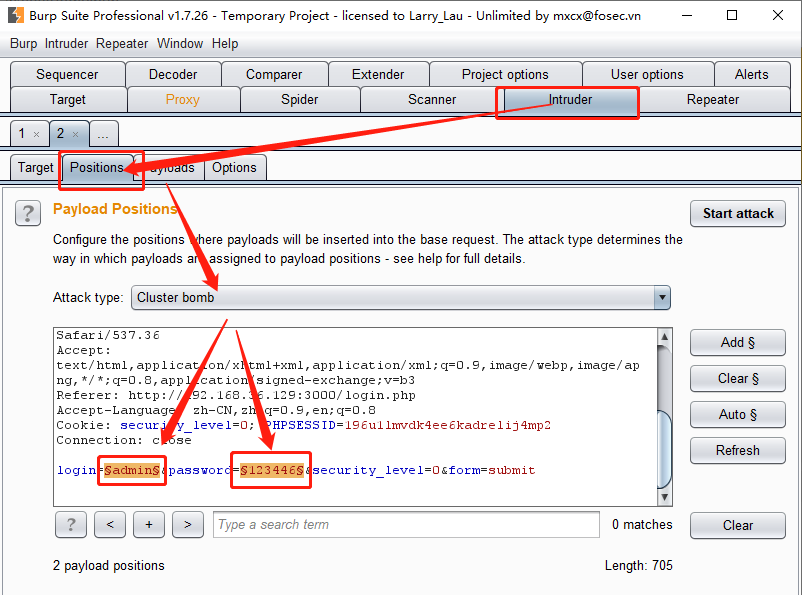 Burp Suite Professional v1.7.26 - Temporary Project - licensed to Larry_Lau - Unlimited by mxcx@fosec.vn
Burp Intruder Repeater Window Help
Sequencer Decoder Comparer Extender Project options User options Alerts
Target Proxy Spider Scanner Intruder Repeater
1 × 2 × ...
Target Positions Payloads Options
? Payload Positions Start attack
Configure the positions where payloads will be inserted into the base request. The attack type determines the
way in which payloads are assigned to payload positions - see help for full details.
Attack type: Cluster bomb
Safari/537.36
Accept:
text/html,application/xhtml+xml,application/xml;q=0.9,image/webp,image/ap
ng,*/*;q=0.8,application/signed-exchange;v=b3
Referer: http://192.168.36.129:3000/login.php
Accept-Language: zh-CN,zh;q=0.9,en;q=0.8
Cookie: security_level=0; PHPSESSID=196u1lmvdk4ee6kadrelij4mp2
Connection: close
login=§admin§&password=§123446§&security_level=0&form=submit
Add §
Clear §
Auto §
Refresh
? < + > Type a search term 0 matches Clear
2 payload positions Length: 705